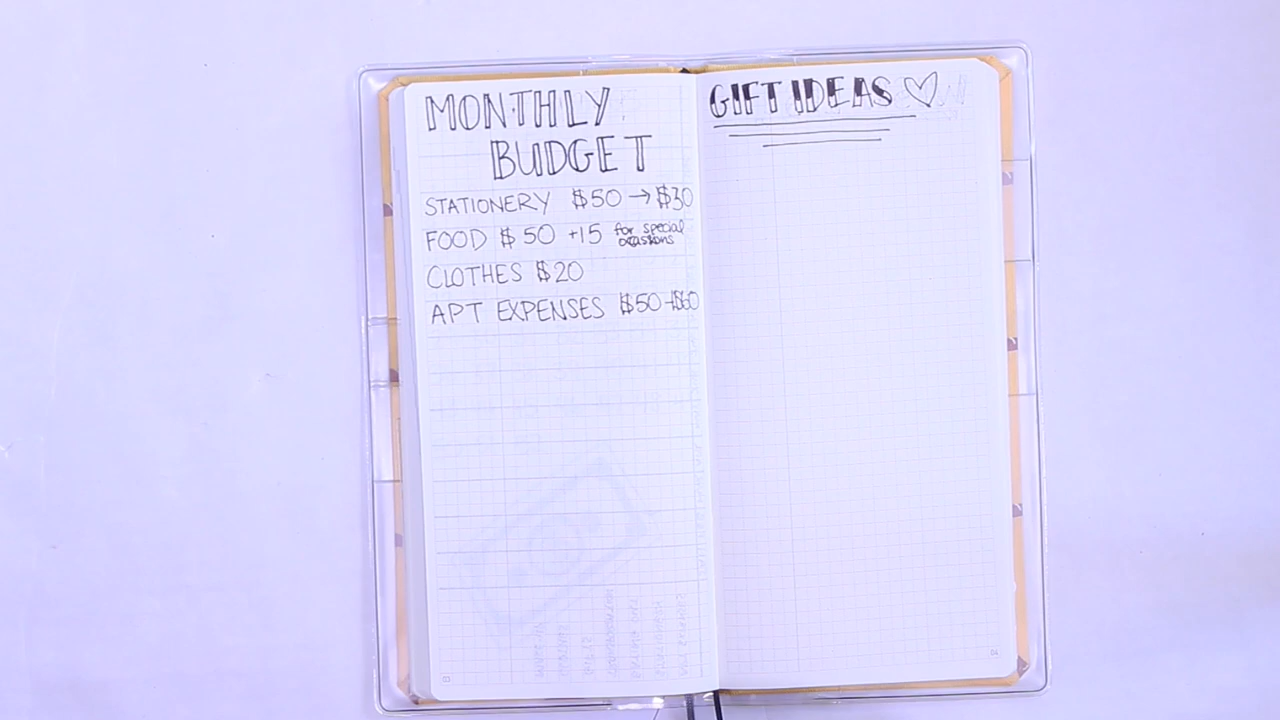 MONTHLY
BUDGET
STATIONERY $50 → $30
FOOD $50 +15 for special
occasions
CLOTHES $20
APT EXPENSES $50
GIFT IDEAS ♡